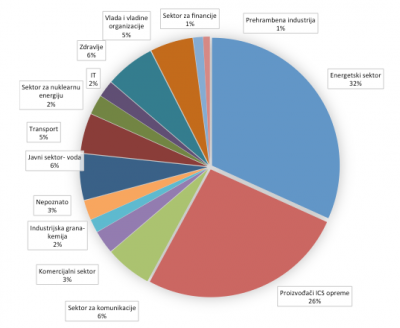 Vlada i vladine
organizacije
5%
Sektor za financije
1%
Prehrambena industrija
1%
Zdravlje
6%
Energetski sektor
32%
IT
2%
Sektor za nuklearnu
energiju
2%
Transport
5%
Javni sektor- voda
6%
Nepoznato
3%
Industrijska grana-
kemija
2%
Komercijalni sektor
3%
Sektor za komunikacije
6%
Proizvođači ICS opreme
26%